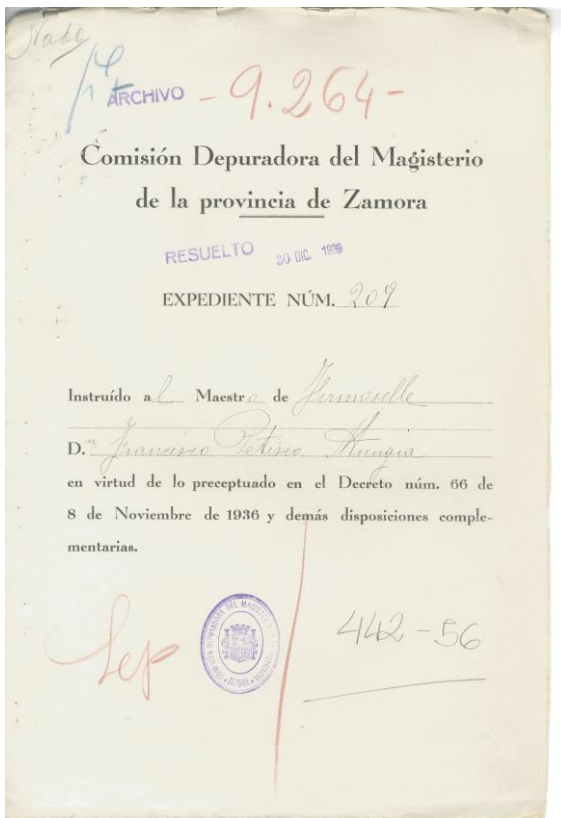 Nada
ARCHIVO - 9.264-
Comisión Depuradora del Magisterio
de la provincia de Zamora
RESUELTO 30 DIC. 1939
EXPEDIENTE NÚM. 209
Instruído al Maestro de Fermoselle
D.n Francisco Petisco
en virtud de lo preceptuado en el Decreto núm. 66 de
8 de Noviembre de 1936 y demás disposiciones comple-
mentarias.
442-56